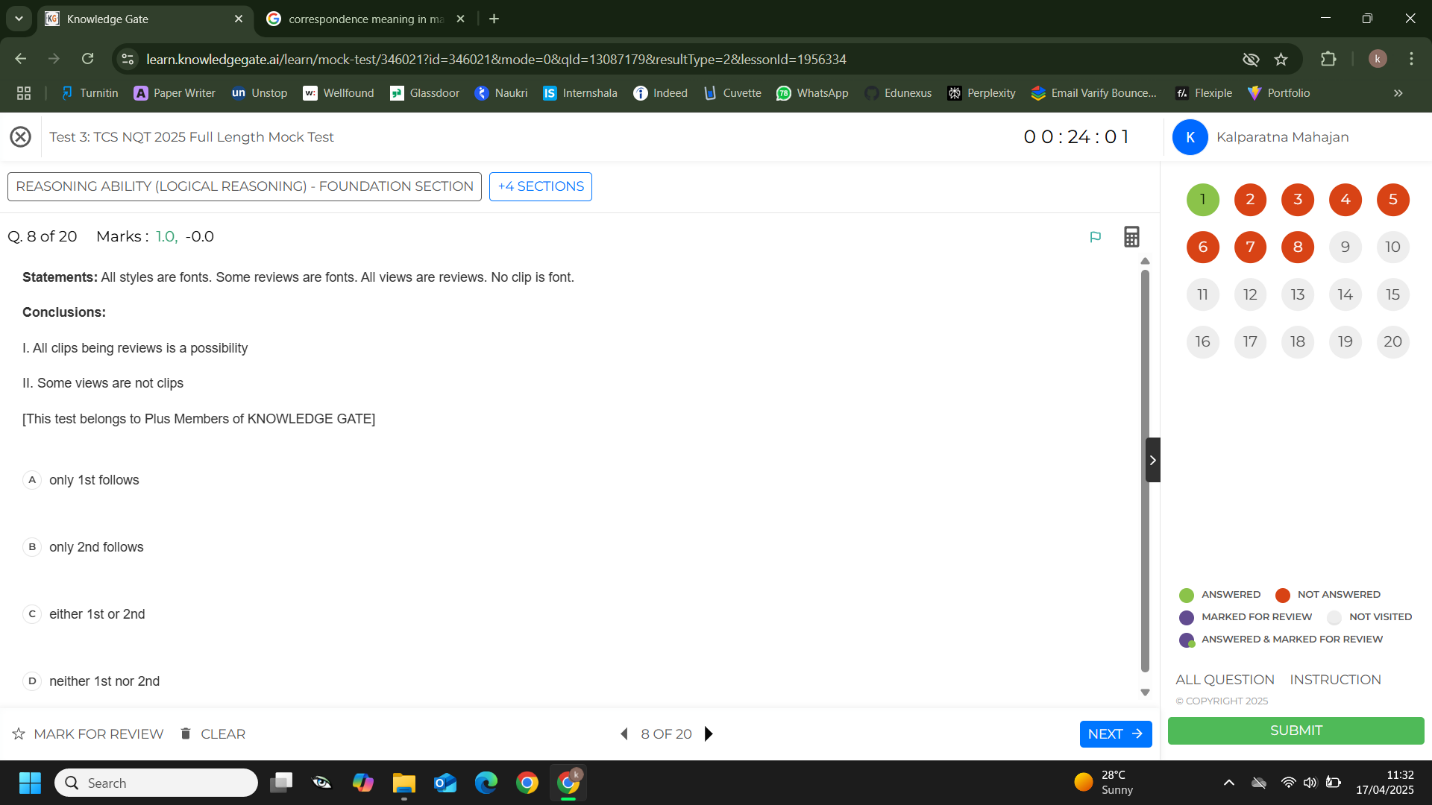 Knowledge Gate
correspondence meaning in ma
learn.knowledgegate.ai/learn/mock-test/346021?id=346021&mode=0&qId=13087179&resultType=2&lessonId=1956334
k
Turnitin
Paper Writer
Unstop
Wellfound
Glassdoor
Naukri
Internshala
Indeed
Cuvette
WhatsApp
Edunexus
Perplexity
Email Varify Bounce...
Flexiple
Portfolio
Test 3: TCS NQT 2025 Full Length Mock Test
00:24:01
K Kalparatna Mahajan
REASONING ABILITY (LOGICAL REASONING) - FOUNDATION SECTION
+4 SECTIONS
Q. 8 of 20 Marks : 1.0, -0.0
Statements: All styles are fonts. Some reviews are fonts. All views are reviews. No clip is font.
Conclusions:
I. All clips being reviews is a possibility
II. Some views are not clips
[This test belongs to Plus Members of KNOWLEDGE GATE]
A only 1st follows
B only 2nd follows
C either 1st or 2nd
D neither 1st nor 2nd
MARK FOR REVIEW
CLEAR
8 OF 20
NEXT
1 2 3 4 5
6 7 8 9 10
11 12 13 14 15
16 17 18 19 20
ANSWERED NOT ANSWERED
MARKED FOR REVIEW NOT VISITED
ANSWERED & MARKED FOR REVIEW
ALL QUESTION INSTRUCTION
© COPYRIGHT 2025
SUBMIT
Search
28°C
Sunny
11:32
17/04/2025